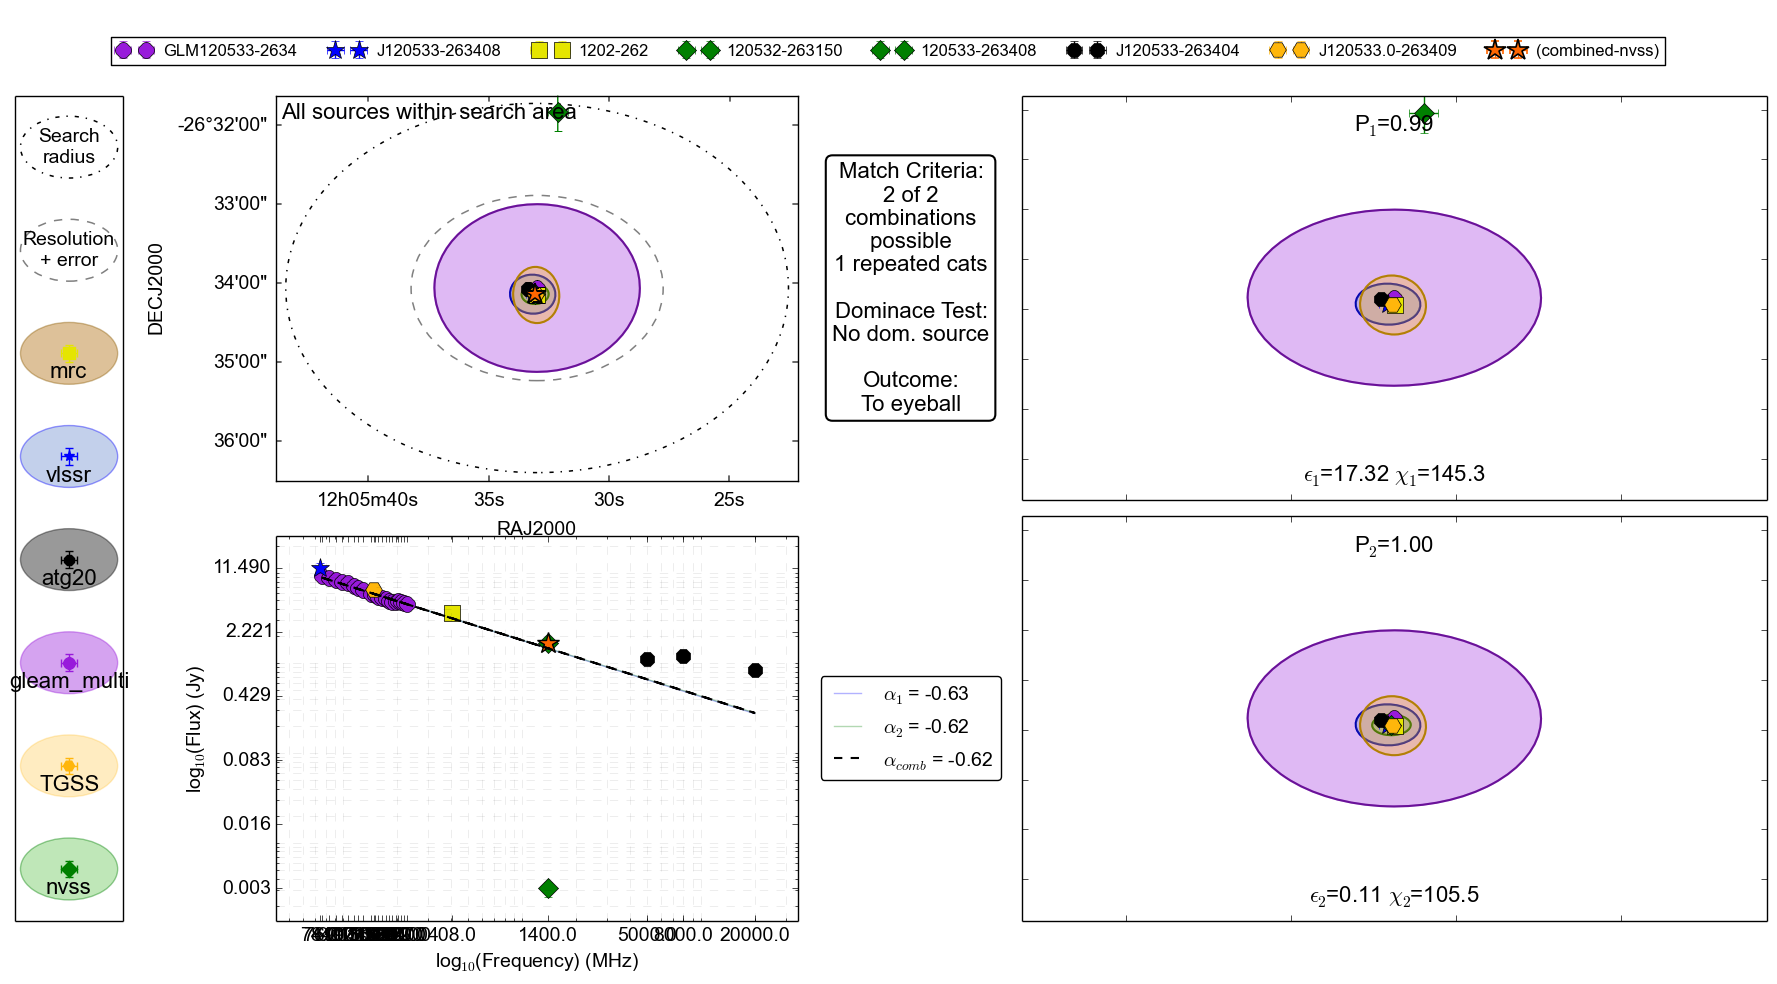 GLM120533-2634 J120533-263408 1202-262 120532-263150 120533-263408 J120533-263404 J120533.0-263409 (combined-nvss)
Search
radius
Resolution
+ error
mrc
vlssr
atg20
gleam_multi
TGSS
nvss
All sources within search area
DECJ2000
-26°32'00"
33'00"
34'00"
35'00"
36'00"
12h05m40s 35s 30s 25s
RAJ2000
Match Criteria:
2 of 2
combinations
possible
1 repeated cats
Dominace Test:
No dom. source
Outcome:
To eyeball
P1=0.99
ϵ1=17.32 χ1=145.3
log10(Flux) (Jy)
11.490
2.221
0.429
0.083
0.016
0.003
408.0 1400.0 5000.0 8000.0 20000.0
log10(Frequency) (MHz)
α1 = -0.63
α2 = -0.62
αcomb = -0.62
P2=1.00
ϵ2=0.11 χ2=105.5